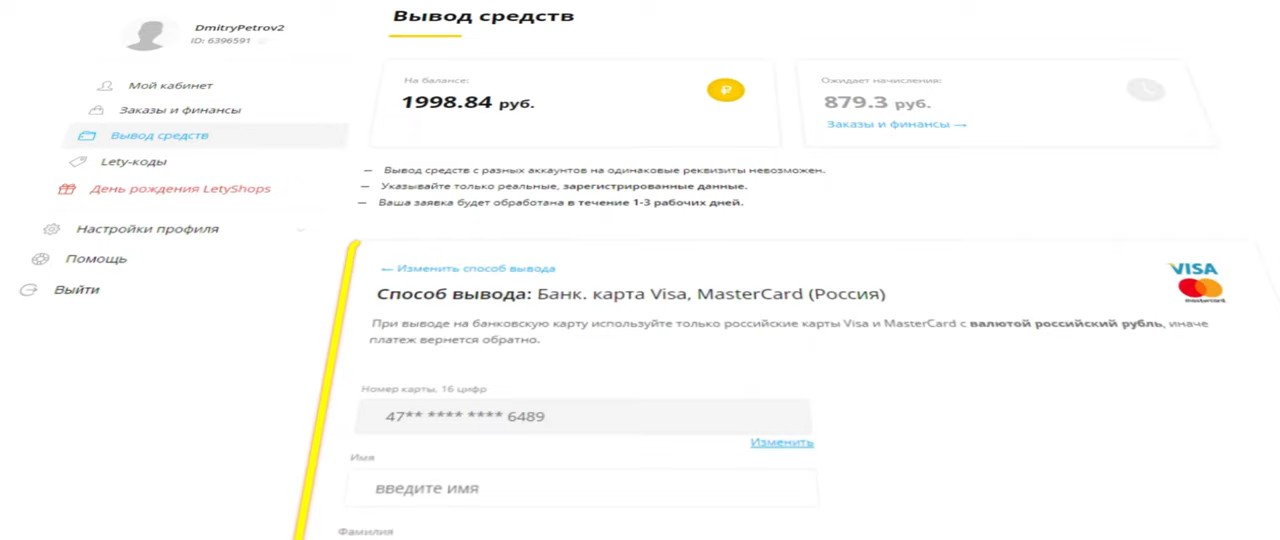 DmitryPetrov2
ID: 6396591
Мой кабинет
Заказы и финансы
Вывод средств
Lety-коды
День рождения LetyShops
Настройки профиля
Помощь
Выйти
Вывод средств
На балансе:
1998.84 руб.
₽
Ожидает начисления:
879.3 руб.
Заказы и финансы →
— Вывод средств с разных аккаунтов на одинаковые реквизиты невозможен.
— Указывайте только реальные, зарегистрированные данные.
— Ваша заявка будет обработана в течение 1-3 рабочих дней.
← Изменить способ вывода
VISA
mastercard
Способ вывода: Банк. карта Visa, MasterCard (Россия)
При выводе на банковскую карту используйте только российские карты Visa и MasterCard с валютой российский рубль, иначе
платеж вернется обратно.
Номер карты, 16 цифр
47** **** **** 6489
Изменить
Имя
введите имя
Фамилия